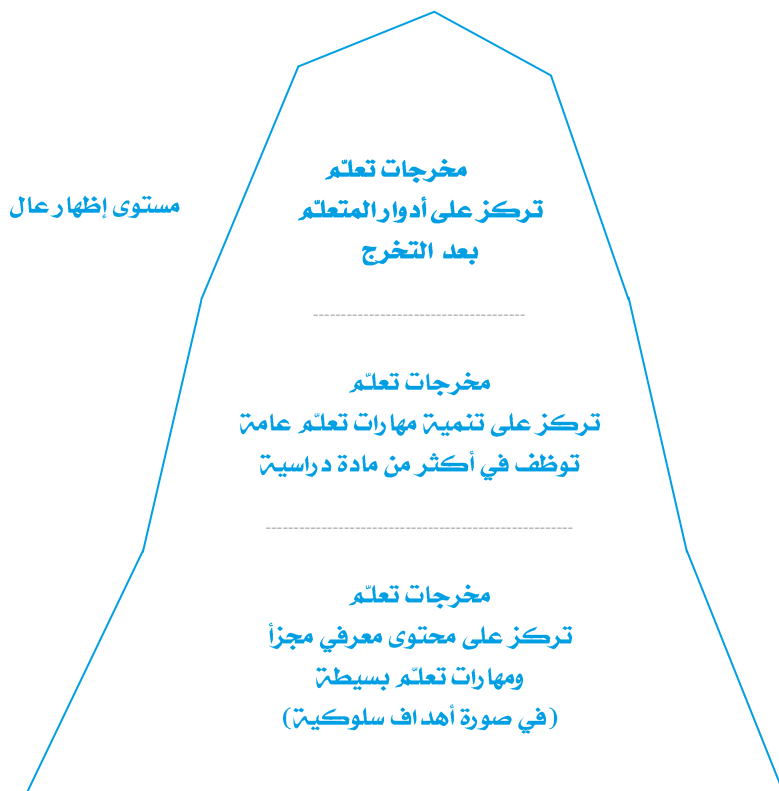 مخرجات تعلّم
تركز على أدوار المتعلّم
بعد التخرج
مستوى إظهار عال
مخرجات تعلّم
تركز على تنمية مهارات تعلّم عامة
توظف في أكثر من مادة دراسية
مخرجات تعلّم
تركز على محتوى معرفي مجزأ
ومهارات تعلّم بسيطة
(في صورة أهداف سلوكية)